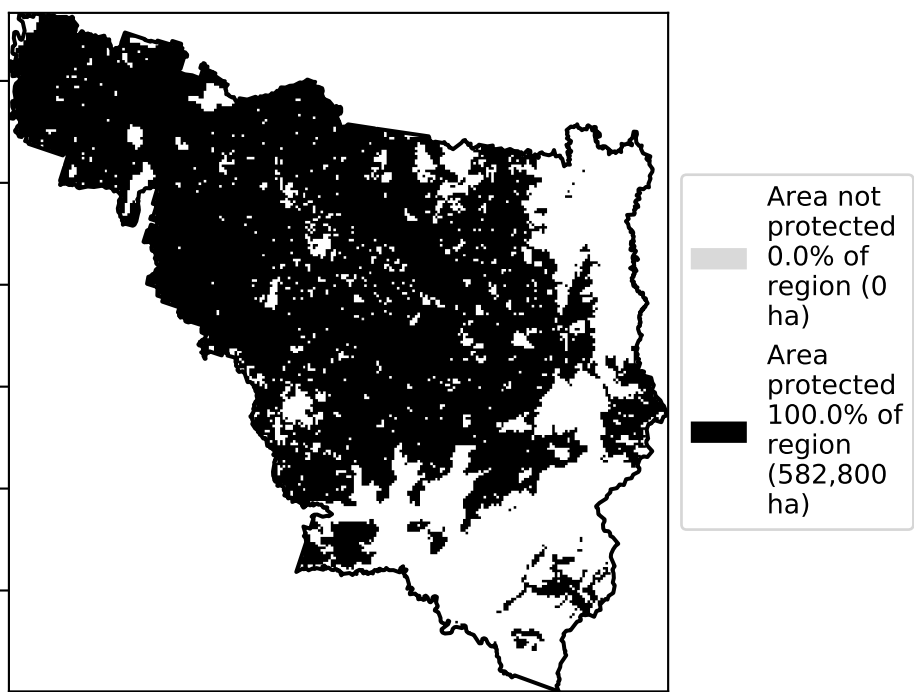 Area not
protected
0.0% of
region (0
ha)
Area
protected
100.0% of
region
(582,800
ha)